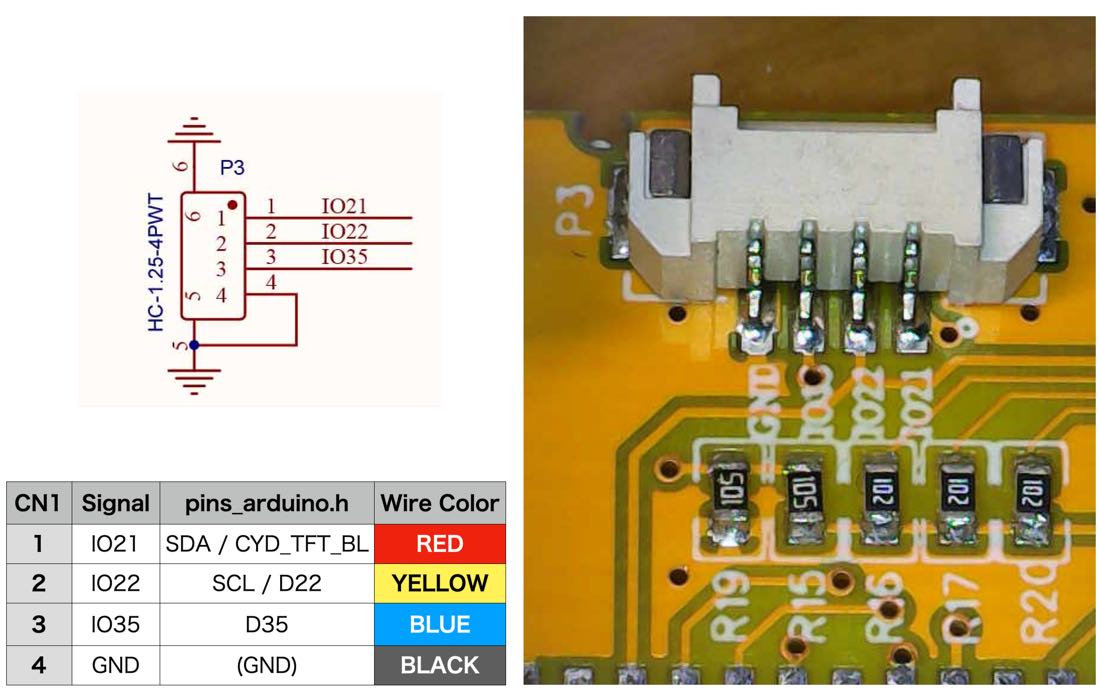 P3
HC-1.25-4PWT
6
6
1
1
IO21
2
2
IO22
3
3
IO35
5
4
4
5
CN1 Signal pins_arduino.h Wire Color
1 IO21 SDA / CYD_TFT_BL RED
2 IO22 SCL / D22 YELLOW
3 IO35 D35 BLUE
4 GND (GND) BLACK
P3
GND
IO22
IO21
105
501
201
201
201
R19
R15
R16
R17
R20